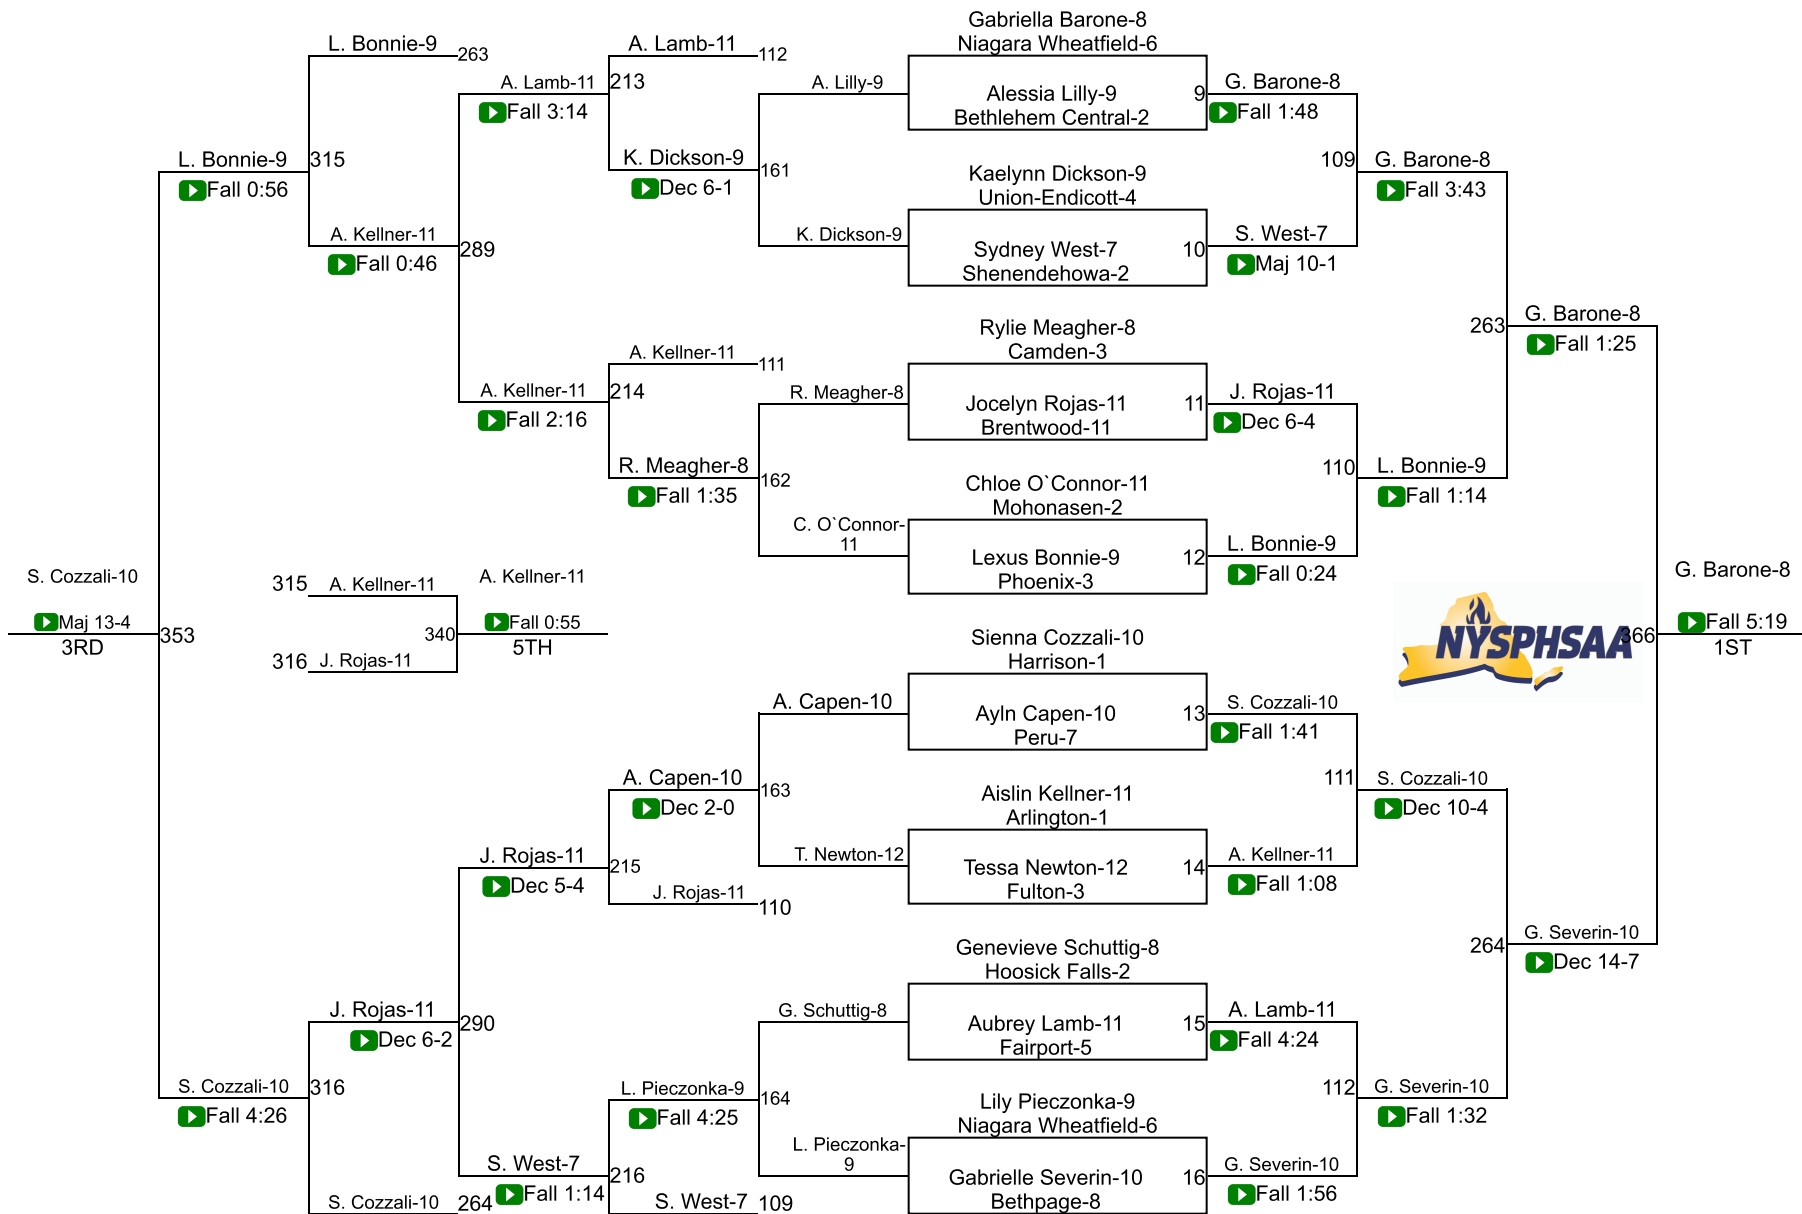 Gabriella Barone-8
L. Bonnie-9
263
A. Lamb-11
112
Niagara Wheatfield-6
A. Lamb-11
213
A. Lilly-9
Alessia Lilly-9
9
G. Barone-8
Fall 3:14
Bethlehem Central-2
Fall 1:48
L. Bonnie-9
315
K. Dickson-9
161
109
G. Barone-8
Fall 0:56
Dec 6-1
Kaelynn Dickson-9
Fall 3:43
Union-Endicott-4
A. Kellner-11
289
K. Dickson-9
Sydney West-7
10
S. West-7
Fall 0:46
Shenendehowa-2
Maj 10-1
Rylie Meagher-8
263
G. Barone-8
A. Kellner-11
111
Camden-3
Fall 1:25
A. Kellner-11
214
R. Meagher-8
Jocelyn Rojas-11
11
J. Rojas-11
Fall 2:16
Brentwood-11
Dec 6-4
R. Meagher-8
162
110
L. Bonnie-9
Fall 1:35
Chloe O`Connor-11
Fall 1:14
Mohonasen-2
C. O`Connor-
11
Lexus Bonnie-9
12
L. Bonnie-9
Phoenix-3
Fall 0:24
S. Cozzali-10
315
A. Kellner-11
A. Kellner-11
G. Barone-8
Maj 13-4
353
340
Fall 0:55
Sienna Cozzali-10
NYSPHSAA
366
Fall 5:19
3RD
316
J. Rojas-11
5TH
Harrison-1
1ST
A. Capen-10
Ayln Capen-10
13
S. Cozzali-10
Peru-7
Fall 1:41
A. Capen-10
163
111
S. Cozzali-10
Dec 2-0
Aislin Kellner-11
Dec 10-4
Arlington-1
J. Rojas-11
215
T. Newton-12
Tessa Newton-12
14
A. Kellner-11
Dec 5-4
J. Rojas-11
110
Fulton-3
Fall 1:08
Genevieve Schuttig-8
264
G. Severin-10
Hoosick Falls-2
Dec 14-7
J. Rojas-11
290
G. Schuttig-8
Aubrey Lamb-11
15
A. Lamb-11
Dec 6-2
Fairport-5
Fall 4:24
S. Cozzali-10
316
L. Pieczonka-9
164
112
G. Severin-10
Fall 4:26
Fall 4:25
Lily Pieczonka-9
Fall 1:32
Niagara Wheatfield-6
L. Pieczonka-
9
S. West-7
216
Gabrielle Severin-10
16
G. Severin-10
S. Cozzali-10
264
Fall 1:14
S. West-7
109
Bethpage-8
Fall 1:56